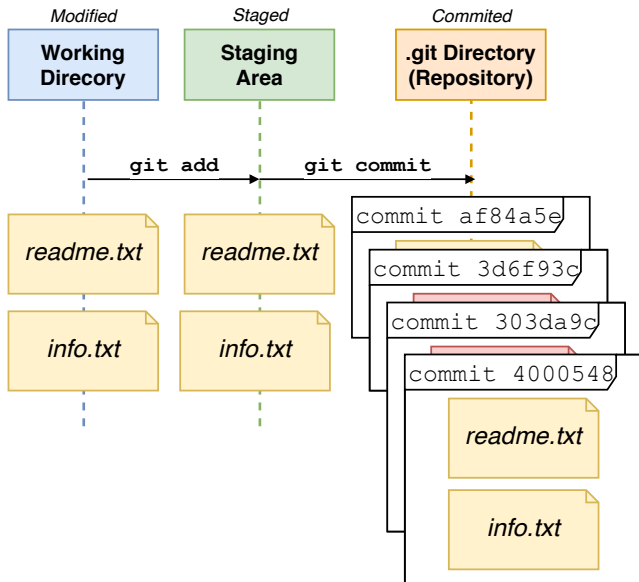 Modified
Staged
Commited
Working
Direcory
Staging
Area
.git Directory
(Repository)
git add
git commit
readme.txt
readme.txt
info.txt
info.txt
commit af84a5e
commit 3d6f93c
commit 303da9c
commit 4000548
readme.txt
info.txt